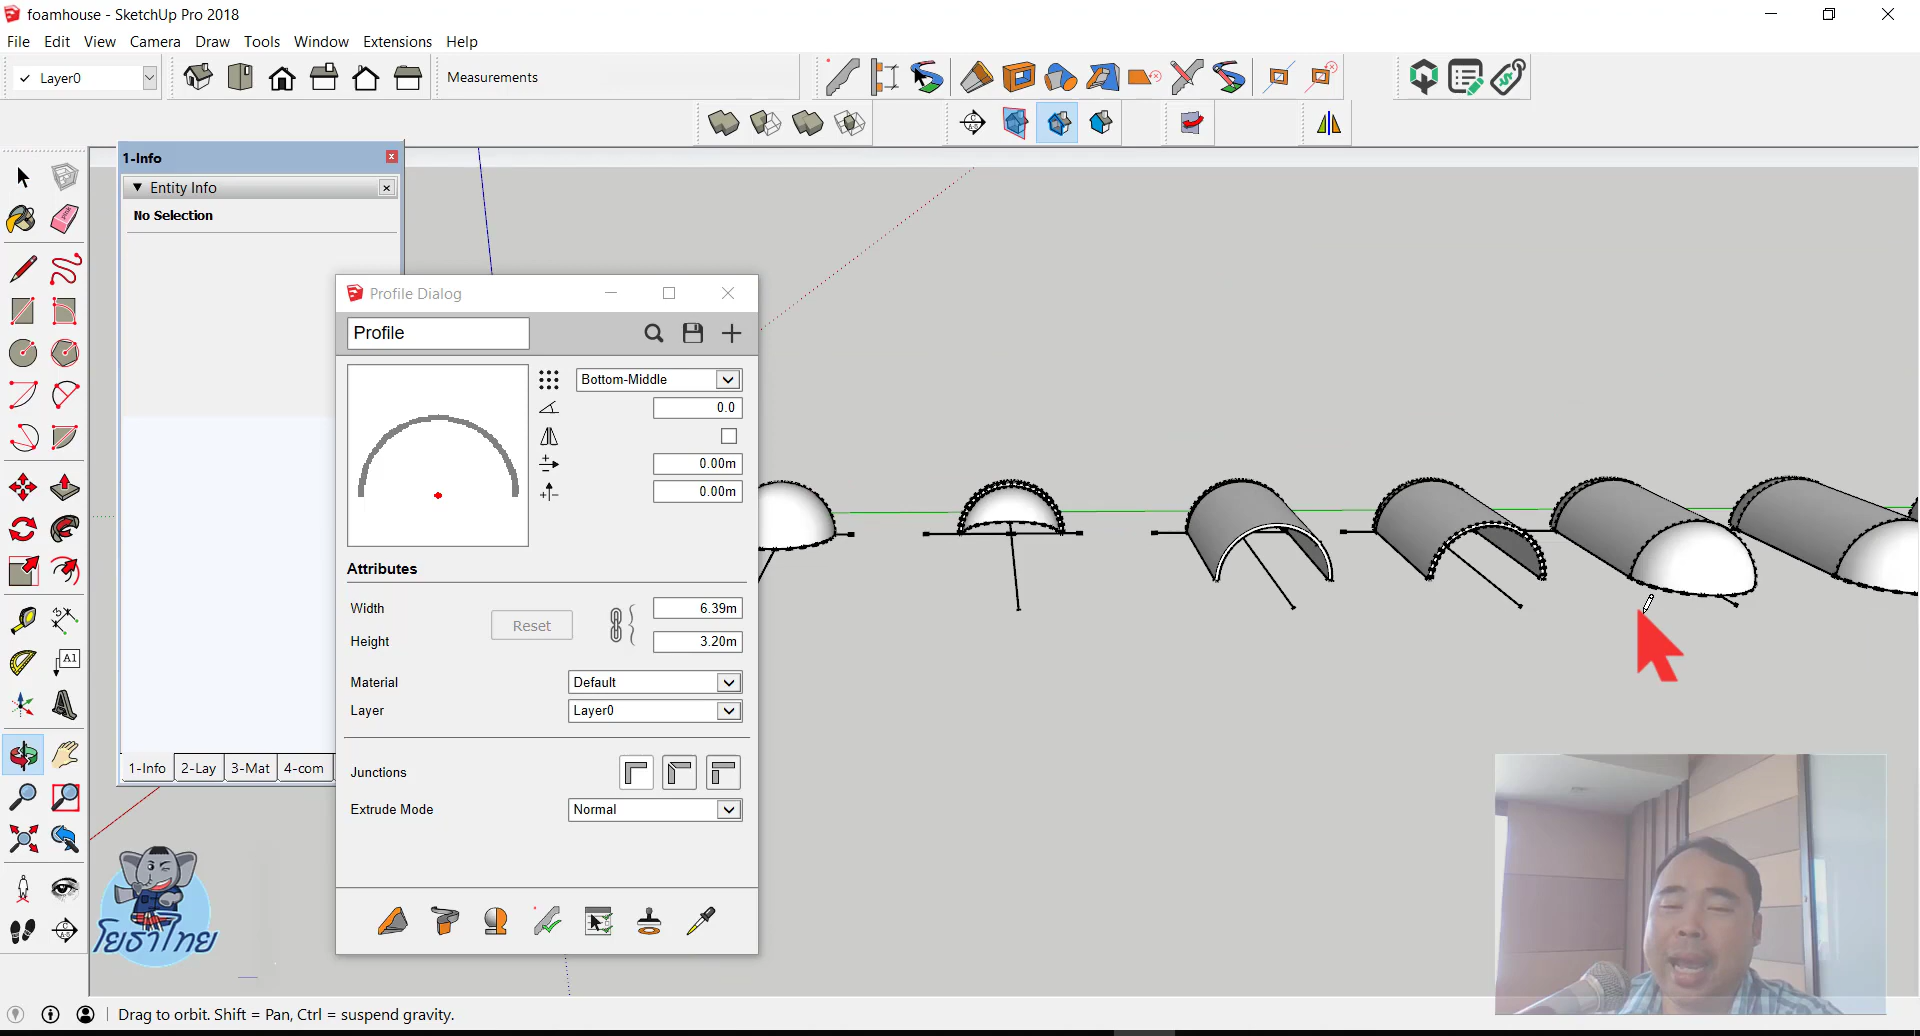 foamhouse - SketchUp Pro 2018
File Edit View Camera Draw Tools Window Extensions Help
Layer0
Measurements
1-Info
Entity Info
No Selection
Profile Dialog
Profile
Bottom-Middle
0.0
0.00m
0.00m
Attributes
Width 6.39m
Reset
Height 3.20m
Material Default
Layer Layer0
Junctions
Extrude Mode Normal
1-Info 2-Lay 3-Mat 4-com
A1
โยธาไทย
Drag to orbit. Shift = Pan, Ctrl = suspend gravity.